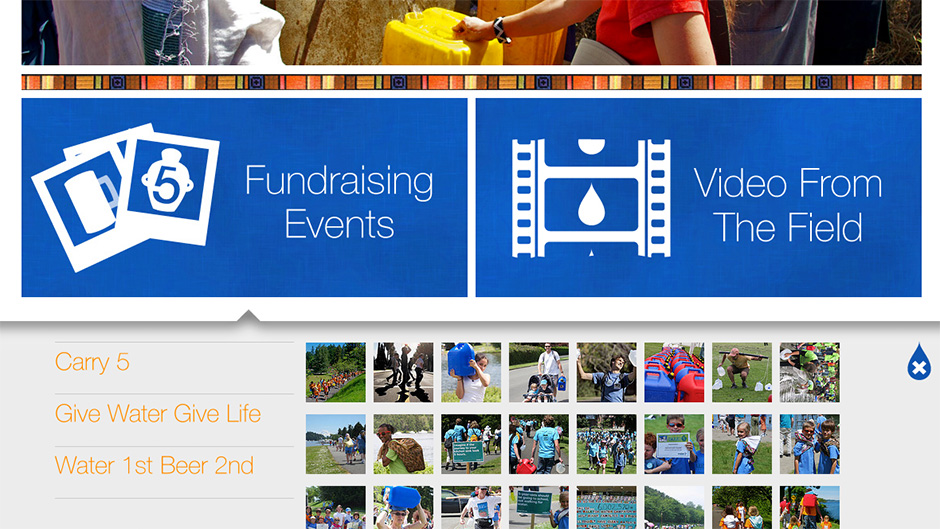 5
Fundraising
Events
Video From
The Field
Carry 5
Give Water Give Life
Water 1st Beer 2nd